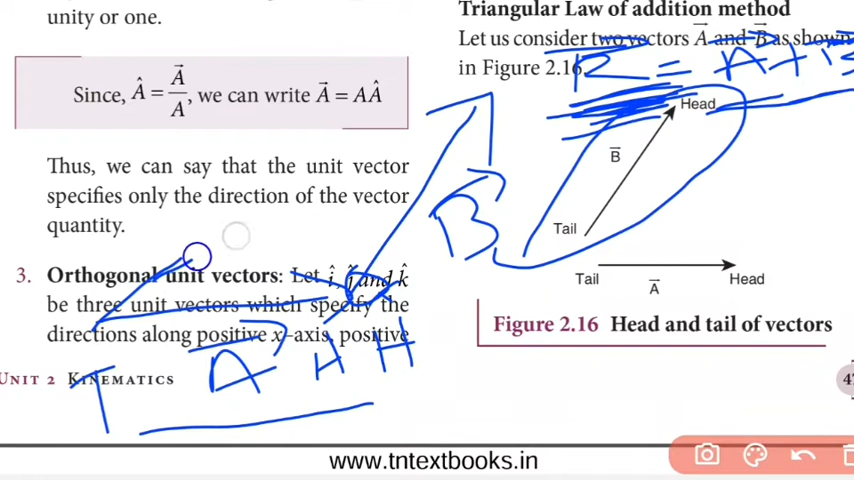 unity or one.
Since, Â = A⃗/A, we can write A⃗ = AÂ
Thus, we can say that the unit vector
specifies only the direction of the vector
quantity.
3. Orthogonal unit vectors: Let î, ĵ and k̂
be three unit vectors which specify the
directions along positive x-axis, positive
UNIT 2 KINEMATICS
T A⃗ H H
B⃗
Triangular Law of addition method
Let us consider two vectors A⃗ and B⃗ as shown
in Figure 2.16.
R⃗ = A⃗ + B⃗
Head
B⃗
Tail
Tail A⃗ Head
Figure 2.16 Head and tail of vectors
www.tntextbooks.in